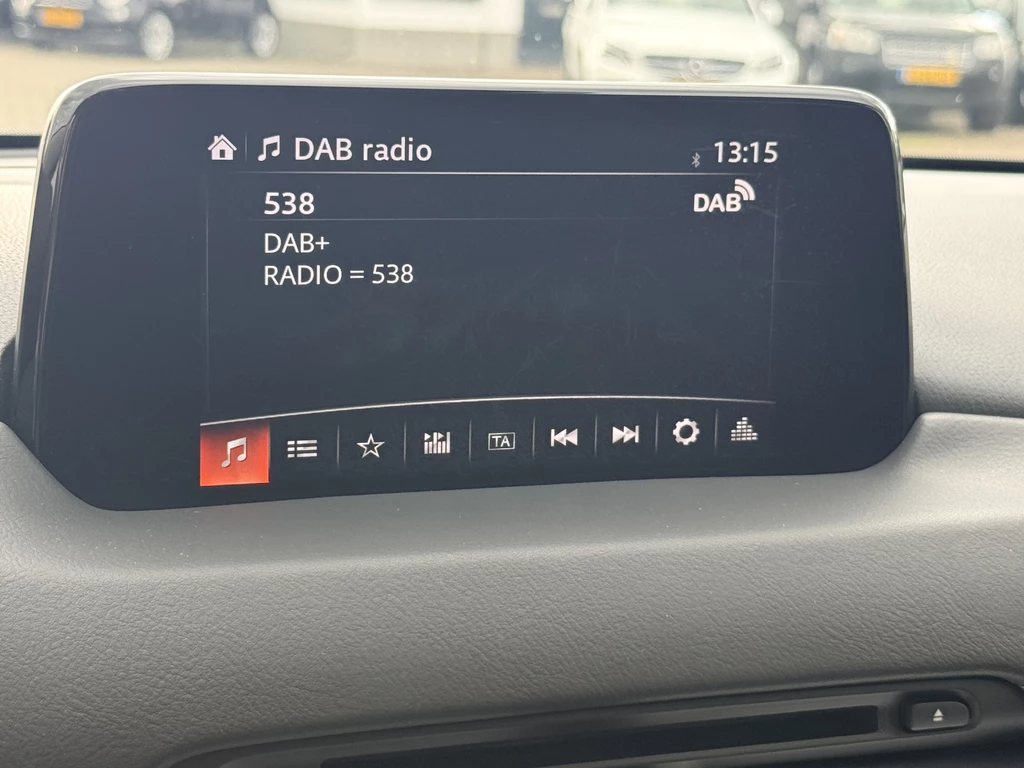 DAB radio
13:15
538
DAB
DAB+
RADIO = 538
TA